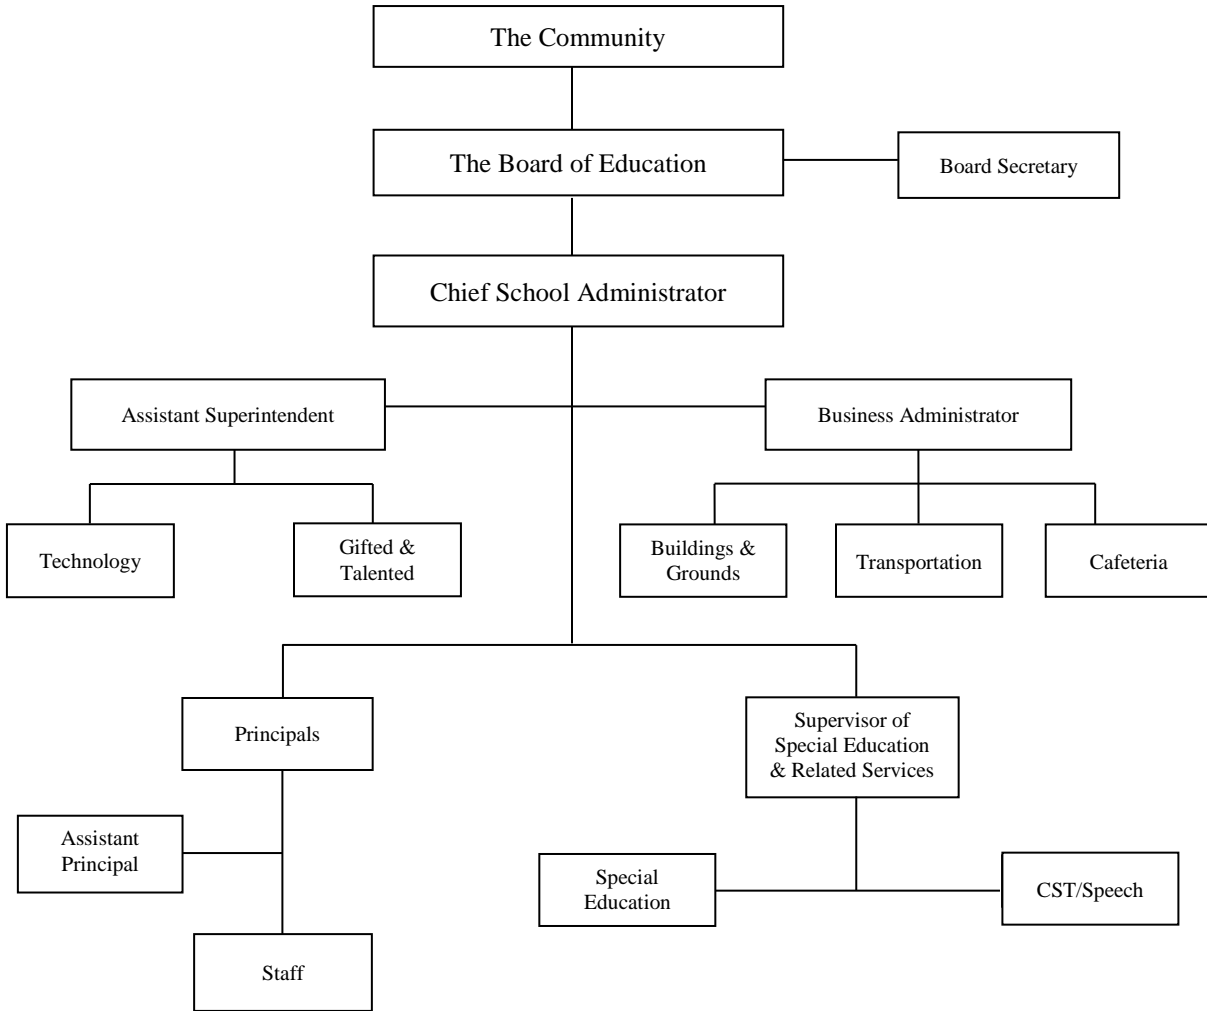 The Community
The Board of Education
Board Secretary
Chief School Administrator
Assistant Superintendent
Business Administrator
Technology
Gifted &
Talented
Buildings &
Grounds
Transportation
Cafeteria
Principals
Supervisor of
Special Education
& Related Services
Assistant
Principal
Special
Education
CST/Speech
Staff